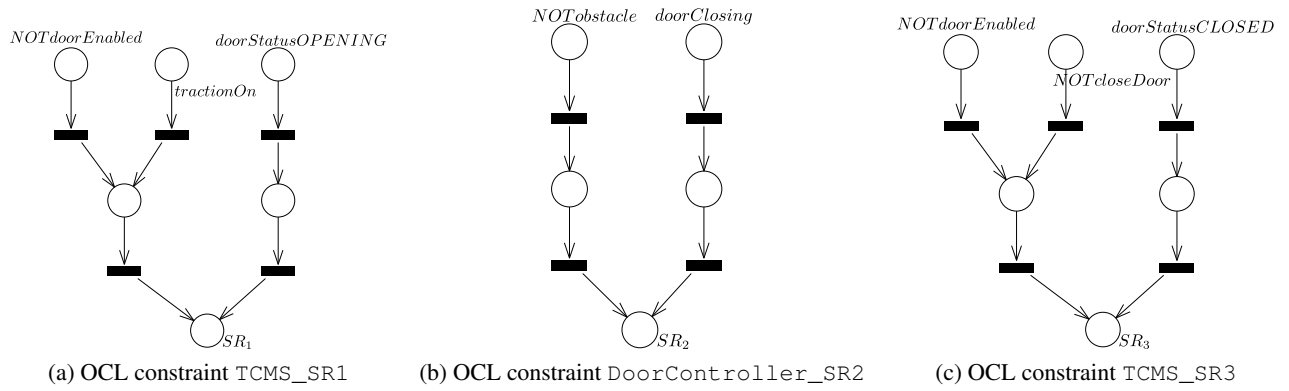 NOTdoorEnabled
doorStatusOPENING
tractionOn
SR₁
(a) OCL constraint TCMS_SR1
NOTobstacle
doorClosing
SR₂
(b) OCL constraint DoorController_SR2
NOTdoorEnabled
doorStatusCLOSED
NOTcloseDoor
SR₃
(c) OCL constraint TCMS_SR3